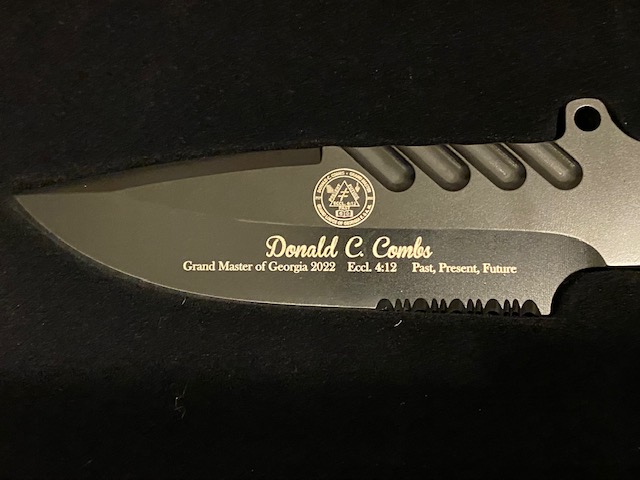 Donald C. Combs
Grand Master of Georgia 2022 Eccl. 4:12 Past, Present, Future